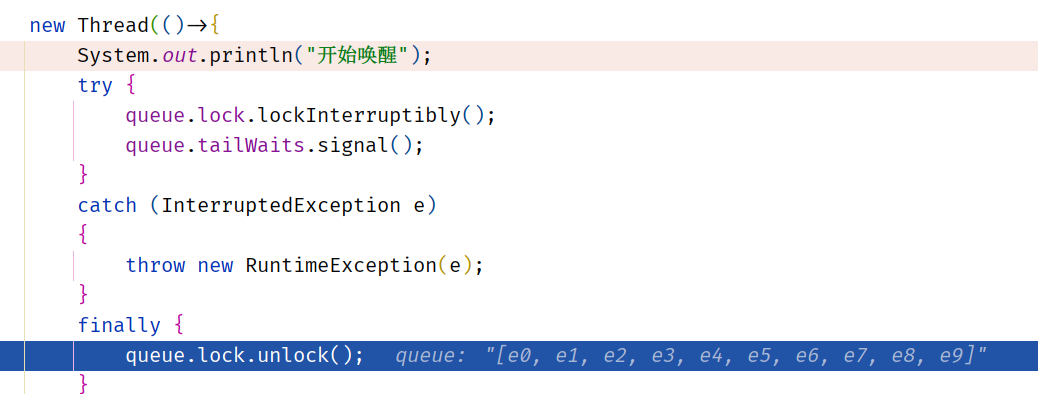 new Thread(()->{
System.out.println("开始唤醒");
try {
queue.lock.lockInterruptibly();
queue.tailWaits.signal();
}
catch (InterruptedException e)
{
throw new RuntimeException(e);
}
finally {
queue.lock.unlock(); queue: "[e0, e1, e2, e3, e4, e5, e6, e7, e8, e9]"
}